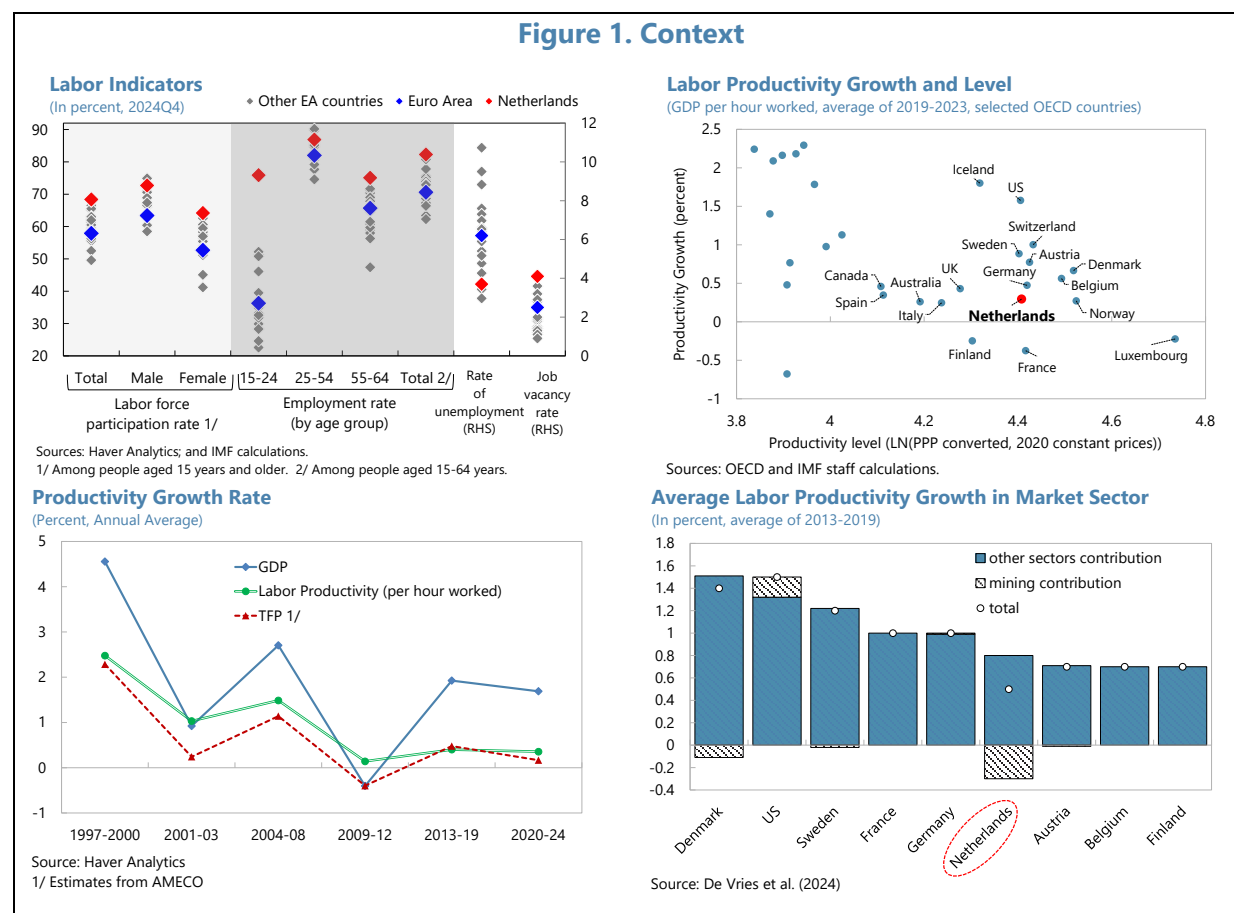 Figure 1. Context
Labor Indicators
(In percent, 2024Q4)
Other EA countries
Euro Area
Netherlands
90
80
70
60
50
40
30
20
12
10
8
6
4
2
0
Total
Male
Female
15-24
25-54
55-64
Total 2/
Rate
of
unemployment
(RHS)
Job
vacancy
rate
(RHS)
Labor force
participation rate 1/
Employment rate
(by age group)
Sources: Haver Analytics; and IMF calculations.
1/ Among people aged 15 years and older. 2/ Among people aged 15-64 years.
Labor Productivity Growth and Level
(GDP per hour worked, average of 2019-2023, selected OECD countries)
Productivity Growth (percent)
2.5
2
1.5
1
0.5
0
-0.5
-1
Iceland
US
Switzerland
Sweden
Austria
Denmark
Germany
Belgium
UK
Canada
Australia
Spain
Italy
Netherlands
Norway
Finland
France
Luxembourg
3.8
4
4.2
4.4
4.6
4.8
Productivity level (LN(PPP converted, 2020 constant prices))
Sources: OECD and IMF staff calculations.
Productivity Growth Rate
(Percent, Annual Average)
5
4
3
2
1
0
-1
GDP
Labor Productivity (per hour worked)
TFP 1/
1997-2000
2001-03
2004-08
2009-12
2013-19
2020-24
Source: Haver Analytics
1/ Estimates from AMECO
Average Labor Productivity Growth in Market Sector
(In percent, average of 2013-2019)
1.8
1.6
1.4
1.2
1
0.8
0.6
0.4
0.2
0
-0.2
-0.4
other sectors contribution
mining contribution
total
Denmark
US
Sweden
France
Germany
Netherlands
Austria
Belgium
Finland
Source: De Vries et al. (2024)